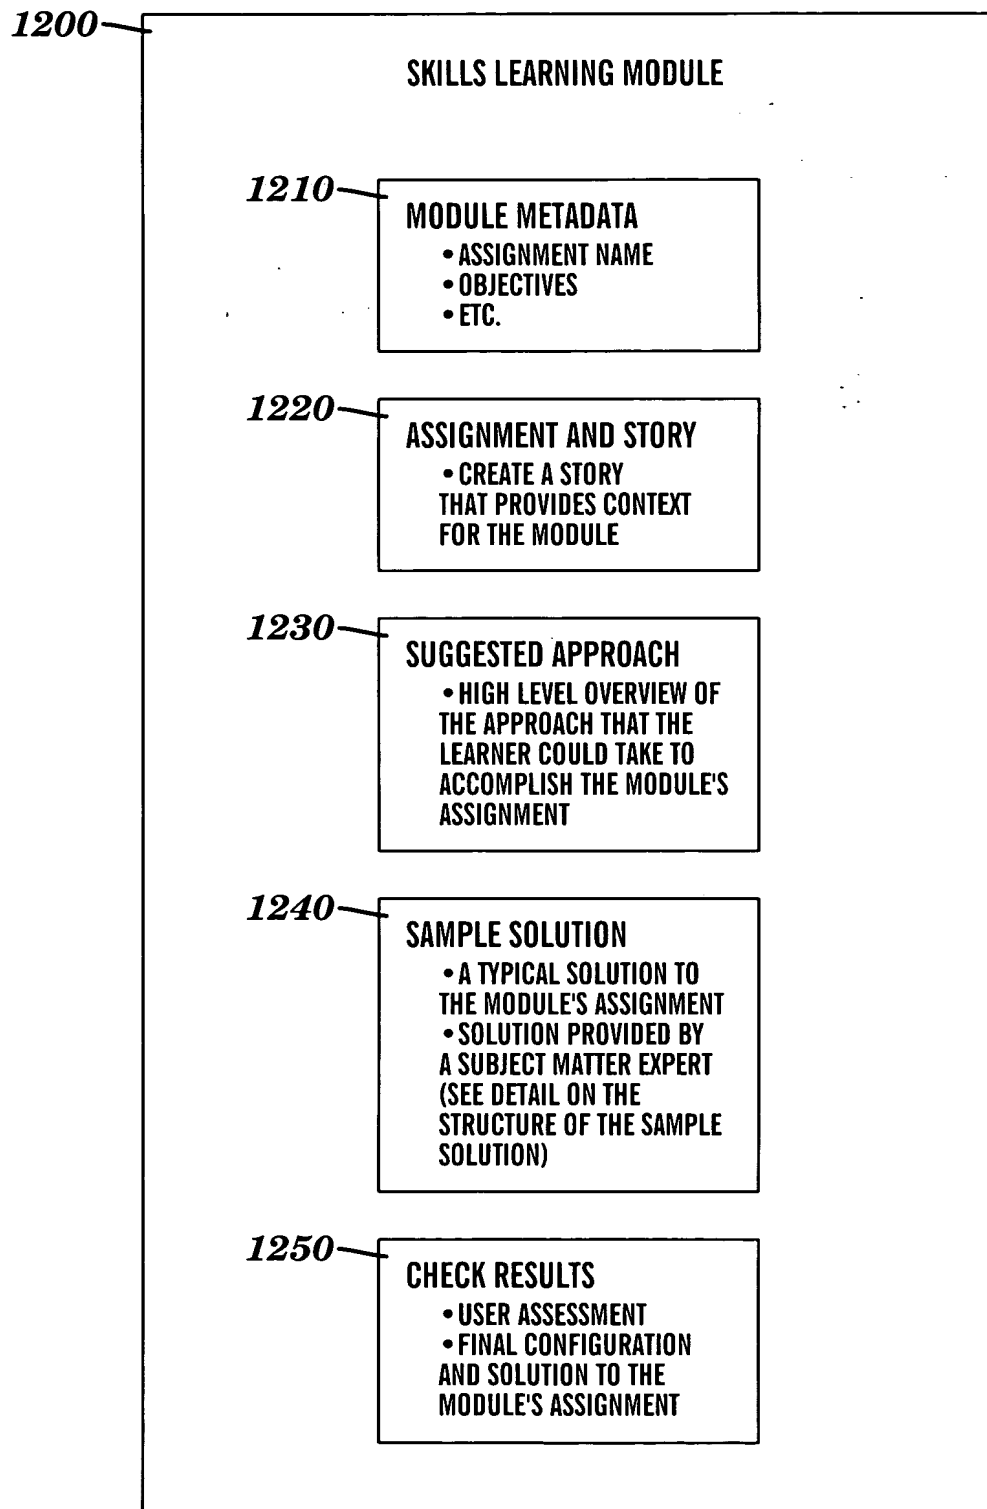 1200
SKILLS LEARNING MODULE
1210
MODULE METADATA
• ASSIGNMENT NAME
• OBJECTIVES
• ETC.
1220
ASSIGNMENT AND STORY
• CREATE A STORY
THAT PROVIDES CONTEXT
FOR THE MODULE
1230
SUGGESTED APPROACH
• HIGH LEVEL OVERVIEW OF
THE APPROACH THAT THE
LEARNER COULD TAKE TO
ACCOMPLISH THE MODULE'S
ASSIGNMENT
1240
SAMPLE SOLUTION
• A TYPICAL SOLUTION TO
THE MODULE'S ASSIGNMENT
• SOLUTION PROVIDED BY
A SUBJECT MATTER EXPERT
(SEE DETAIL ON THE
STRUCTURE OF THE SAMPLE
SOLUTION)
1250
CHECK RESULTS
• USER ASSESSMENT
• FINAL CONFIGURATION
AND SOLUTION TO THE
MODULE'S ASSIGNMENT